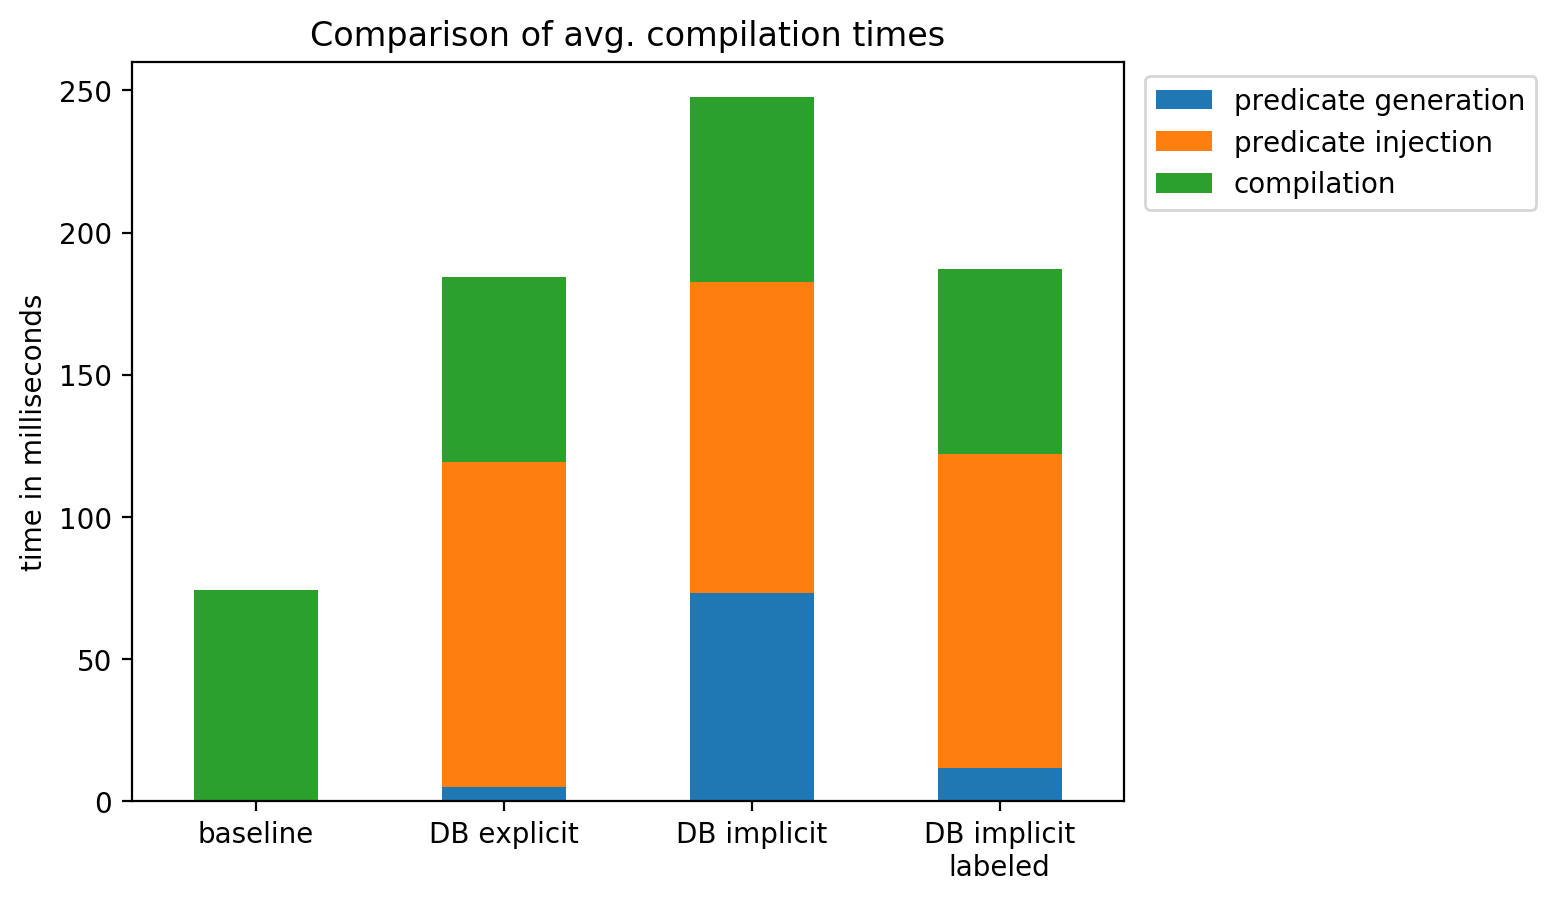 Comparison of avg. compilation times
250
200
150
100
50
0
time in milliseconds
baseline
DB explicit
DB implicit
DB implicit
labeled
predicate generation
predicate injection
compilation